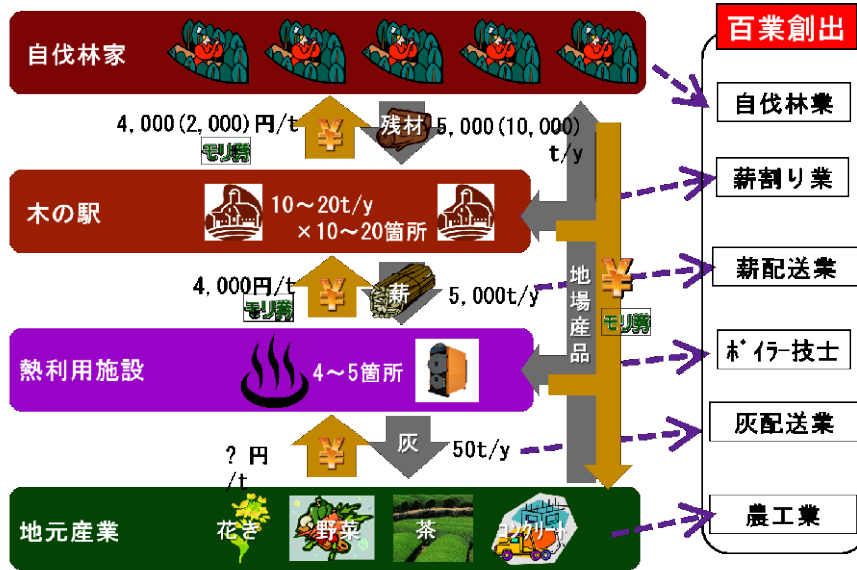 百業創出
自伐林家
自伐林業
4,000(2,000)円/t
モリ券
¥
残材
5,000(10,000)
t/y
薪割り業
木の駅
10～20t/y
×10～20箇所
薪配送業
4,000円/t
モリ券
¥
薪
5,000t/y
地場産品
¥
モリ券
ﾎﾞｲﾗｰ技士
熱利用施設
4～5箇所
灰配送業
? 円
/t
¥
灰
50t/y
農工業
地元産業
花き
野菜
茶
コンクリート